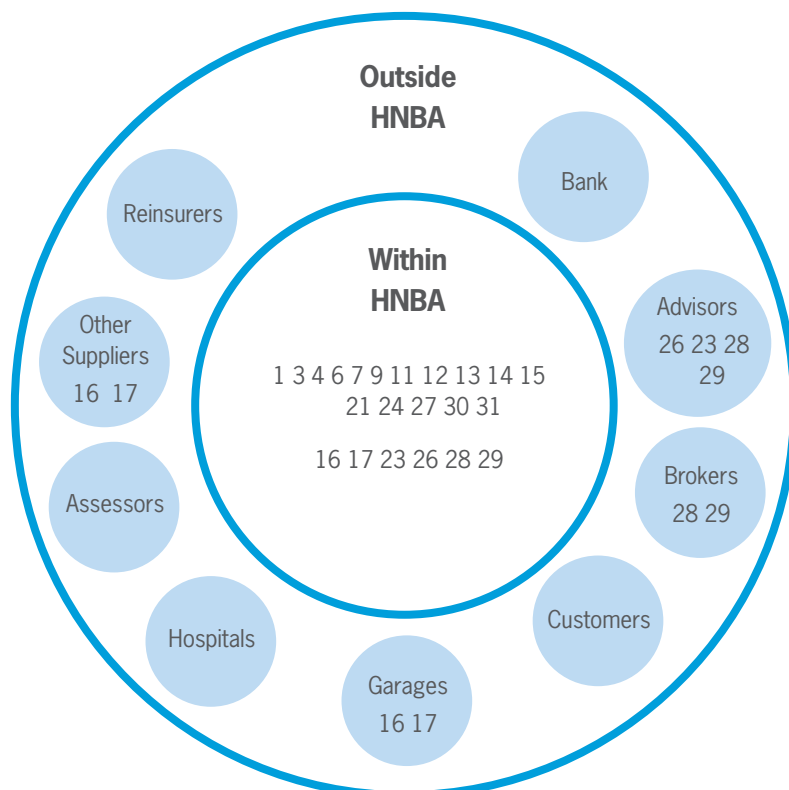 Outside
HNBA
Bank
Reinsurers
Within
HNBA
Advisors
26 23 28
29
Other
Suppliers
16 17
1 3 4 6 7 9 11 12 13 14 15
21 24 27 30 31
16 17 23 26 28 29
Brokers
28 29
Assessors
Customers
Hospitals
Garages
16 17